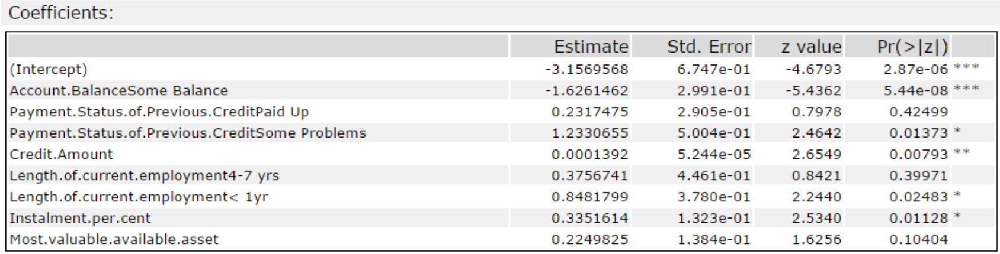 Coefficients:
Estimate Std. Error z value Pr(>|z|)
(Intercept) -3.1569568 6.747e-01 -4.6793 2.87e-06 ***
Account.BalanceSome Balance -1.6261462 2.991e-01 -5.4362 5.44e-08 ***
Payment.Status.of.Previous.CreditPaid Up 0.2317475 2.905e-01 0.7978 0.42499
Payment.Status.of.Previous.CreditSome Problems 1.2330655 5.004e-01 2.4642 0.01373 *
Credit.Amount 0.0001392 5.244e-05 2.6549 0.00793 **
Length.of.current.employment4-7 yrs 0.3756741 4.461e-01 0.8421 0.39971
Length.of.current.employment< 1yr 0.8481799 3.780e-01 2.2440 0.02483 *
Instalment.per.cent 0.3351614 1.323e-01 2.5340 0.01128 *
Most.valuable.available.asset 0.2249825 1.384e-01 1.6256 0.10404